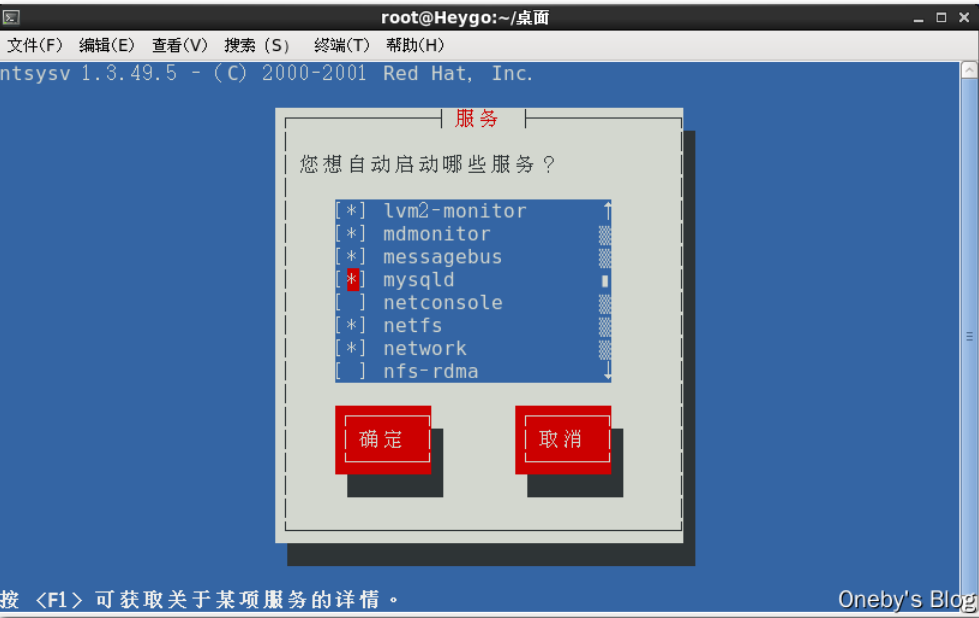 root@Heygo:~/桌面
文件(F) 编辑(E) 查看(V) 搜索 (S) 终端(T) 帮助(H)
ntsysv 1.3.49.5 - (C) 2000-2001 Red Hat, Inc.
服务
您想自动启动哪些服务？
[*] lvm2-monitor
[*] mdmonitor
[*] messagebus
[*] mysqld
[ ] netconsole
[*] netfs
[*] network
[ ] nfs-rdma
确定 取消
按 <F1> 可获取关于某项服务的详情。
Oneby's Blog